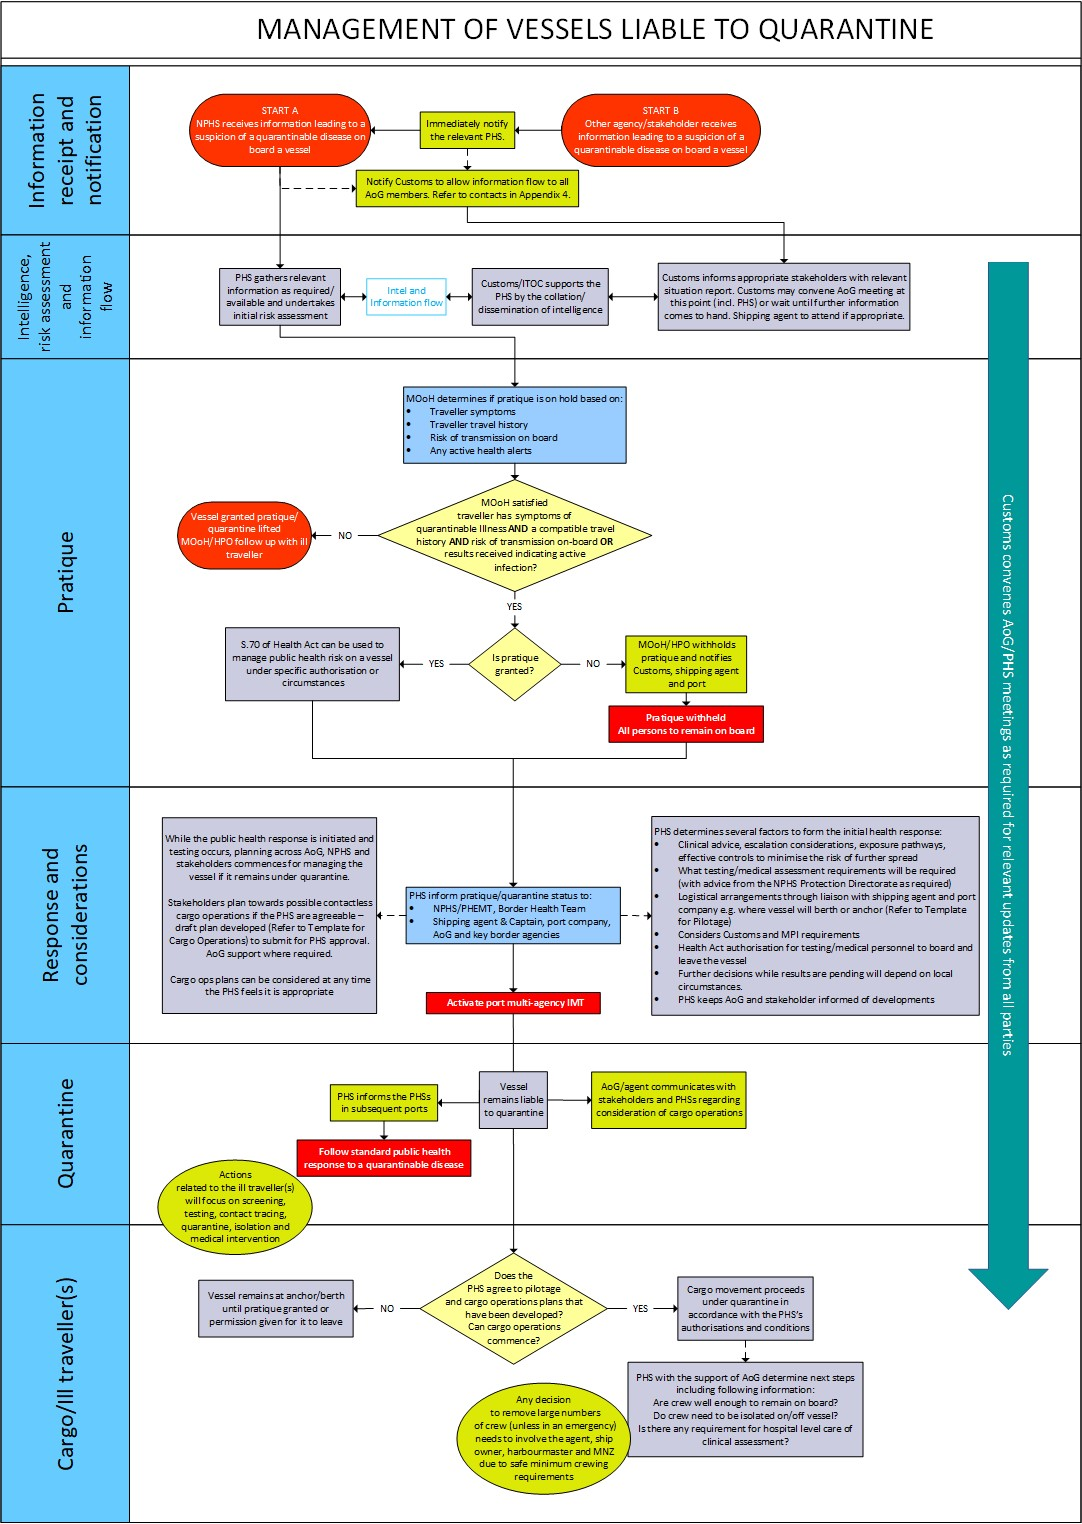 MANAGEMENT OF VESSELS LIABLE TO QUARANTINE
Information
receipt and
notification
START A
NPHS receives information leading to a
suspicion of a quarantinable disease on
board a vessel
Immediately notify
the relevant PHS.
START B
Other agency/stakeholder receives
information leading to a suspicion of a
quarantinable disease on board a vessel
Notify Customs to allow information flow to all
AoG members. Refer to contacts in Appendix 4.
Intelligence,
risk assessment
and
information
flow
PHS gathers relevant
information as required/
available and undertakes
initial risk assessment
Intel and
Information flow
Customs/ITOC supports the
PHS by the collation/
dissemination of intelligence
Customs informs appropriate stakeholders with relevant
situation report. Customs may convene AoG meeting at
this point (incl. PHS) or wait until further information
comes to hand. Shipping agent to attend if appropriate.
Customs convenes AoG/PHS meetings as required for relevant updates from all parties
Pratique
MOoH determines if pratique is on hold based on:
• Traveller symptoms
• Traveller travel history
• Risk of transmission on board
• Any active health alerts
MOoH satisfied
traveller has symptoms of
quarantinable Illness AND a compatible travel
history AND risk of transmission on-board OR
results received indicating active
infection?
NO
Vessel granted pratique/
quarantine lifted
MOoH/HPO follow up with ill
traveller
YES
Is pratique
granted?
YES
S.70 of Health Act can be used to
manage public health risk on a vessel
under specific authorisation or
circumstances
NO
MOoH/HPO withholds
pratique and notifies
Customs, shipping agent
and port
Pratique withheld
All persons to remain on board
Response and
considerations
While the public health response is initiated and
testing occurs, planning across AoG, NPHS and
stakeholders commences for managing the
vessel if it remains under quarantine.
Stakeholders plan towards possible contactless
cargo operations if the PHS are agreeable –
draft plan developed (Refer to Template for
Cargo Operations) to submit for PHS approval.
AoG support where required.
Cargo ops plans can be considered at any time
the PHS feels it is appropriate
PHS inform pratique/quarantine status to:
• NPHS/PHEMT, Border Health Team
• Shipping agent & Captain, port company,
AoG and key border agencies
Activate port multi-agency IMT
PHS determines several factors to form the initial health response:
• Clinical advice, escalation considerations, exposure pathways,
effective controls to minimise the risk of further spread
• What testing/medical assessment requirements will be required
(with advice from the NPHS Protection Directorate as required)
• Logistical arrangements through liaison with shipping agent and port
company e.g. where vessel will berth or anchor (Refer to Template
for Pilotage)
• Considers Customs and MPI requirements
• Health Act authorisation for testing/medical personnel to board and
leave the vessel
• Further decisions while results are pending will depend on local
circumstances.
• PHS keeps AoG and stakeholder informed of developments
Quarantine
PHS informs the PHSs
in subsequent ports
Vessel
remains liable
to quarantine
AoG/agent communicates with
stakeholders and PHSs regarding
consideration of cargo operations
Follow standard public health
response to a quarantinable disease
Actions
related to the ill traveller(s)
will focus on screening,
testing, contact tracing,
quarantine, isolation and
medical intervention
Cargo/Ill traveller(s)
Does the
PHS agree to pilotage
and cargo operations plans that
have been developed?
Can cargo operations
commence?
NO
Vessel remains at anchor/berth
until pratique granted or
permission given for it to leave
YES
Cargo movement proceeds
under quarantine in
accordance with the PHS's
authorisations and conditions
PHS with the support of AoG determine next steps
including following information:
Are crew well enough to remain on board?
Do crew need to be isolated on/off vessel?
Is there any requirement for hospital level care of
clinical assessment?
Any decision
to remove large numbers
of crew (unless in an emergency)
needs to involve the agent, ship
owner, harbourmaster and MNZ
due to safe minimum crewing
requirements